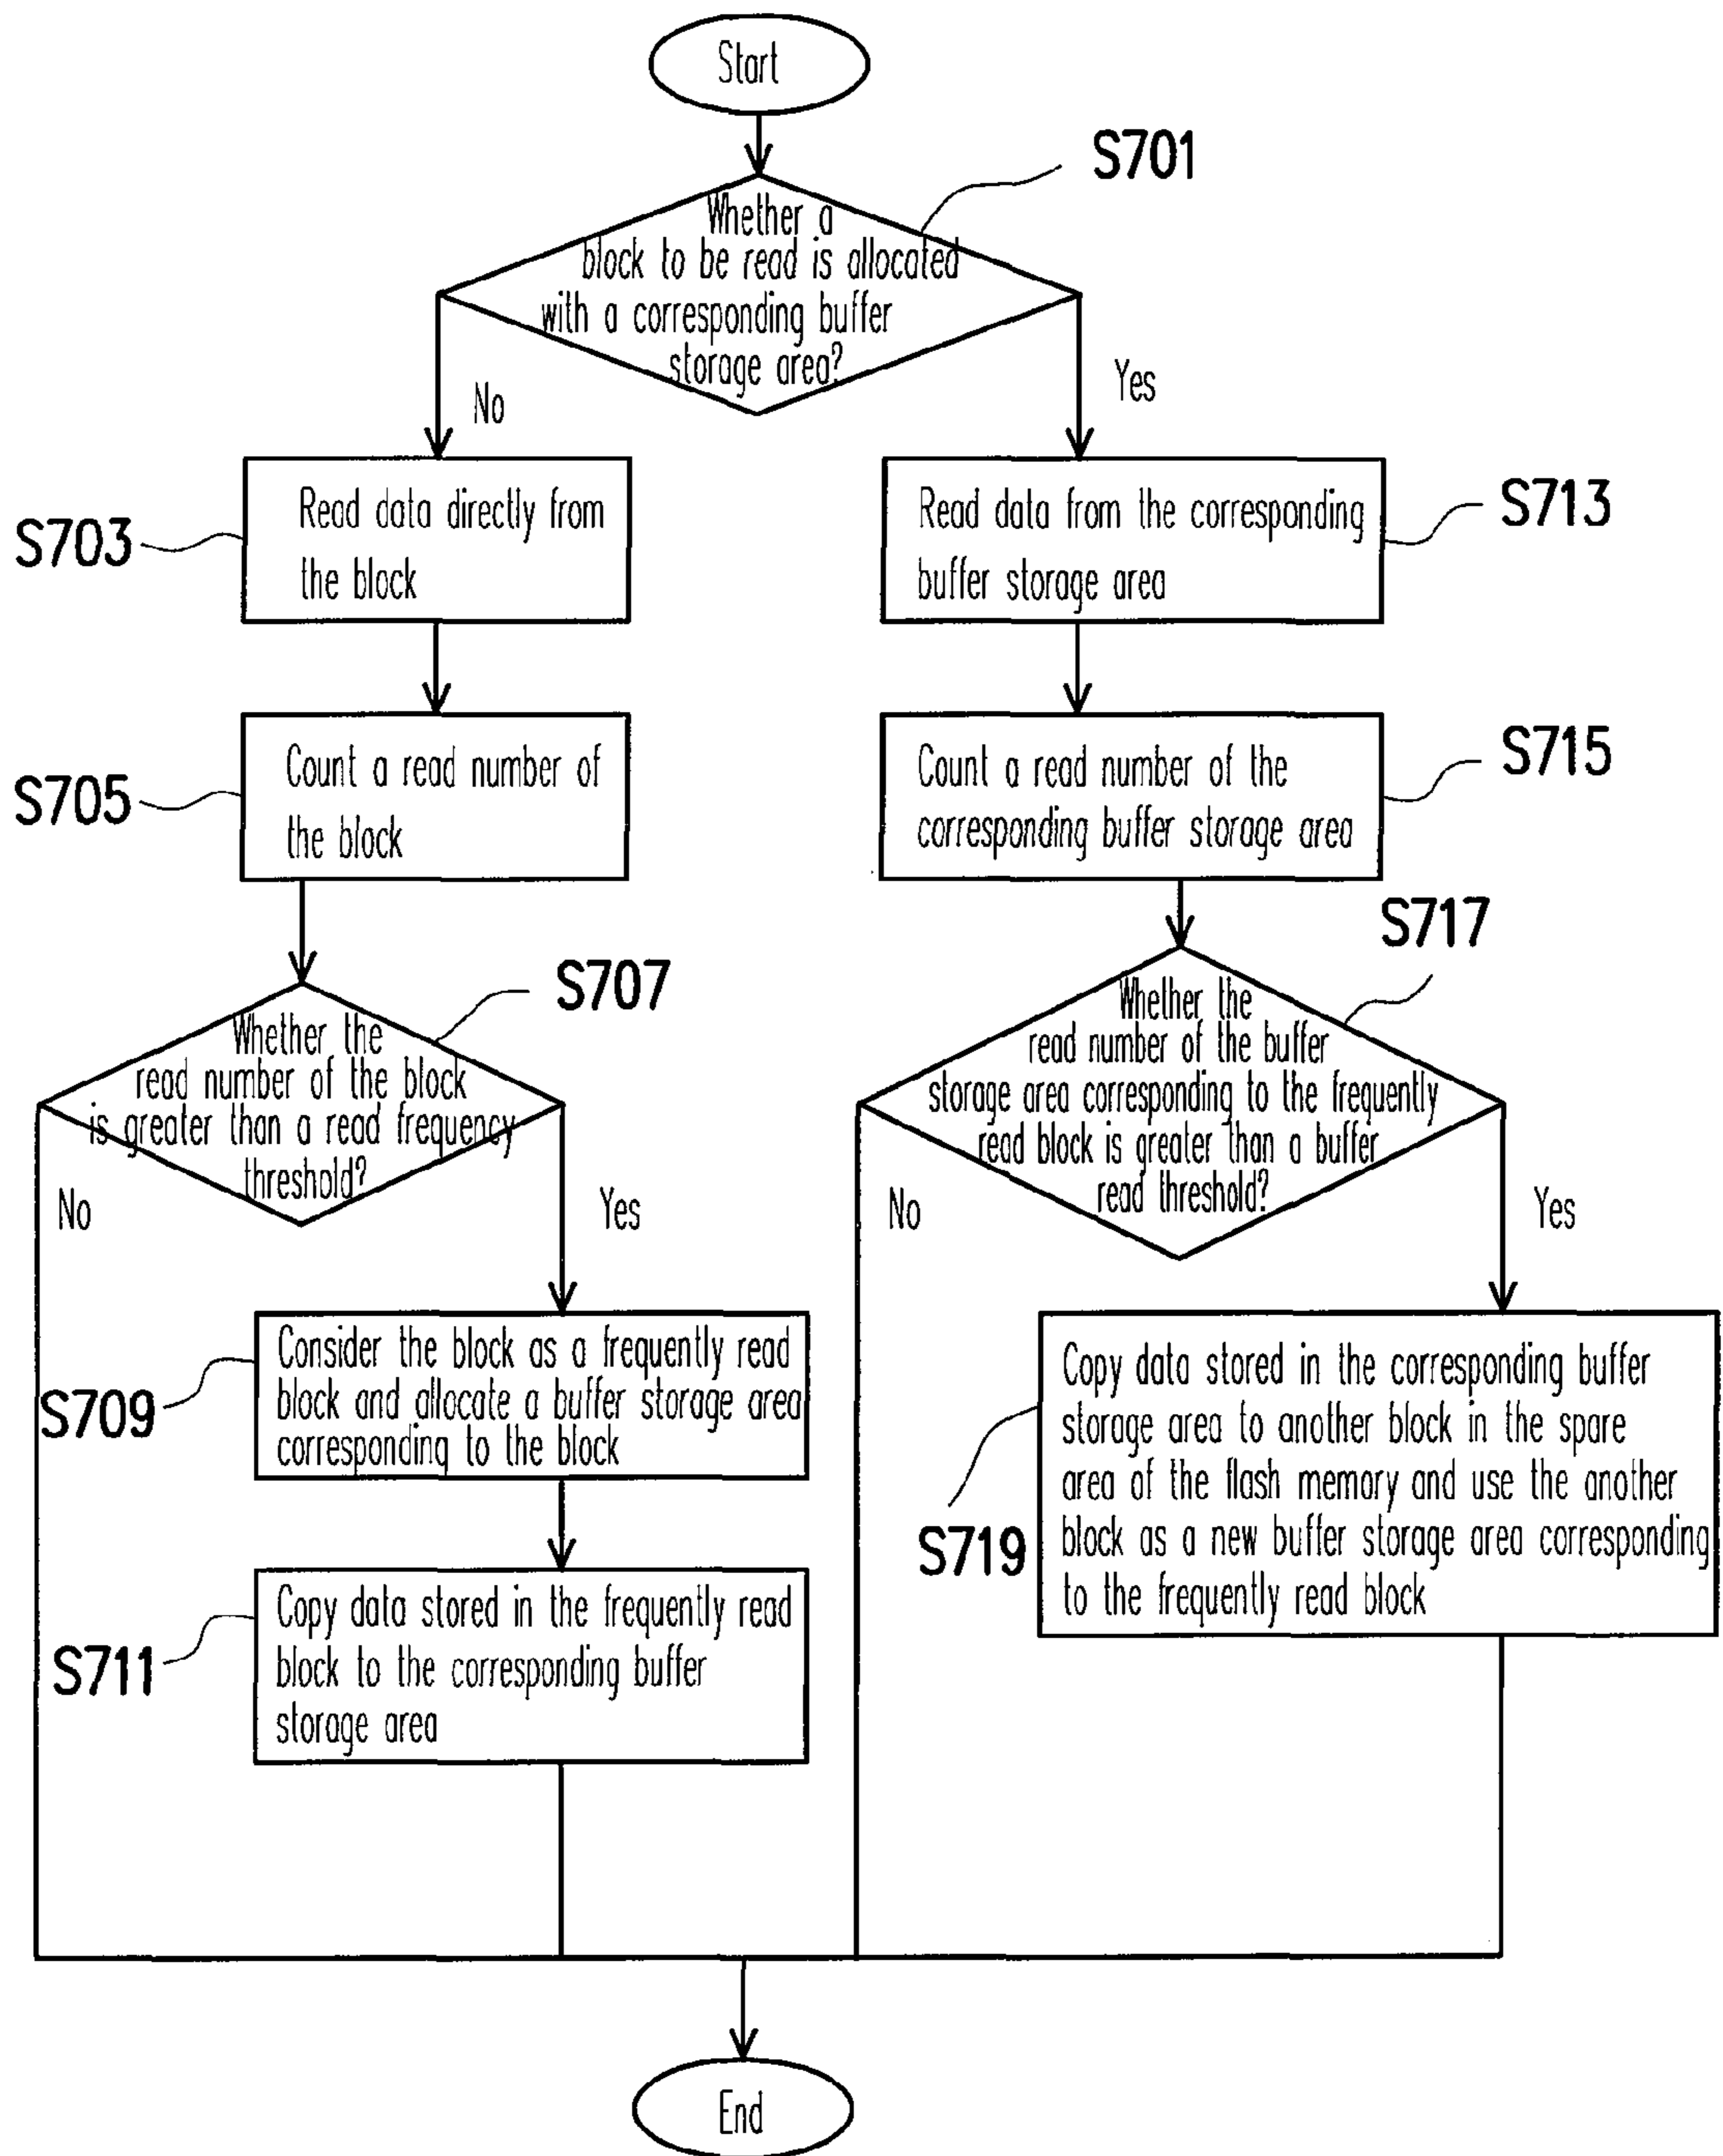 Start
S701
Whether a
block to be read is allocated
with a corresponding buffer
storage area?
No
Yes
S703
Read data directly from
the block
Read data from the corresponding
buffer storage area
S713
S705
Count a read number of
the block
Count a read number of the
corresponding buffer storage area
S715
S707
Whether the
read number of the block
is greater than a read frequency
threshold?
No
Yes
S717
Whether the
read number of the buffer
storage area corresponding to the frequently
read block is greater than a buffer
read threshold?
No
Yes
S709
Consider the block as a frequently read
block and allocate a buffer storage area
corresponding to the block
S711
Copy data stored in the frequently read
block to the corresponding buffer
storage area
S719
Copy data stored in the corresponding buffer
storage area to another block in the spare
area of the flash memory and use the another
block as a new buffer storage area corresponding
to the frequently read block
End